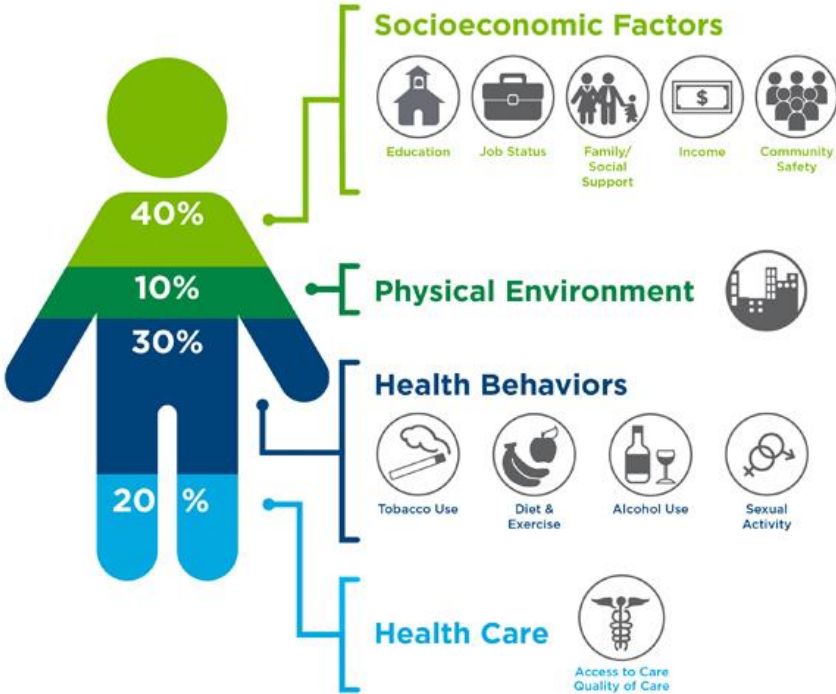 Socioeconomic Factors
$
Education
Job Status
Family/
Social
Support
Income
Community
Safety
40%
10%
Physical Environment
30%
Health Behaviors
Tobacco Use
Diet &
Exercise
Alcohol Use
Sexual
Activity
20 %
Health Care
Access to Care
Quality of Care